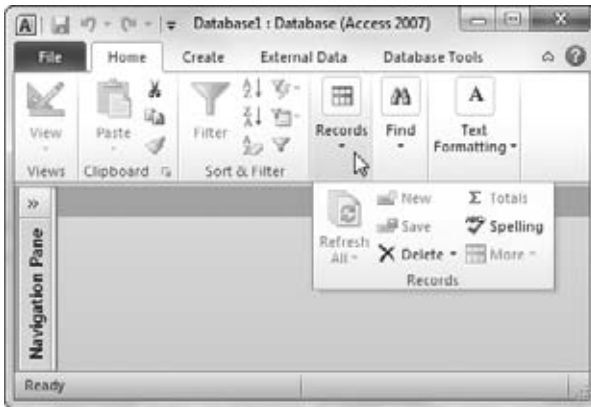 A Database1 : Database (Access 2007)
File Home Create External Data Database Tools
View Paste Filter Records Find Text Formatting
Views Clipboard Sort & Filter
Refresh All New Σ Totals
Save ABC Spelling
Delete More
Records
Navigation Pane
Ready